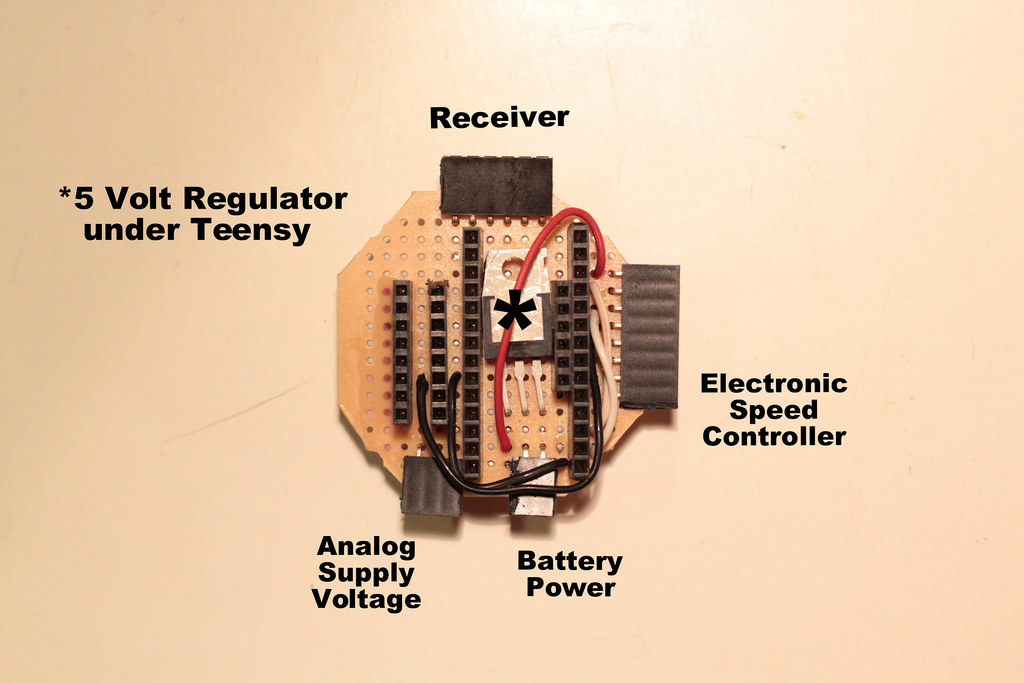 Receiver
*5 Volt Regulator
under Teensy
*
Electronic
Speed
Controller
Analog
Supply
Voltage
Battery
Power